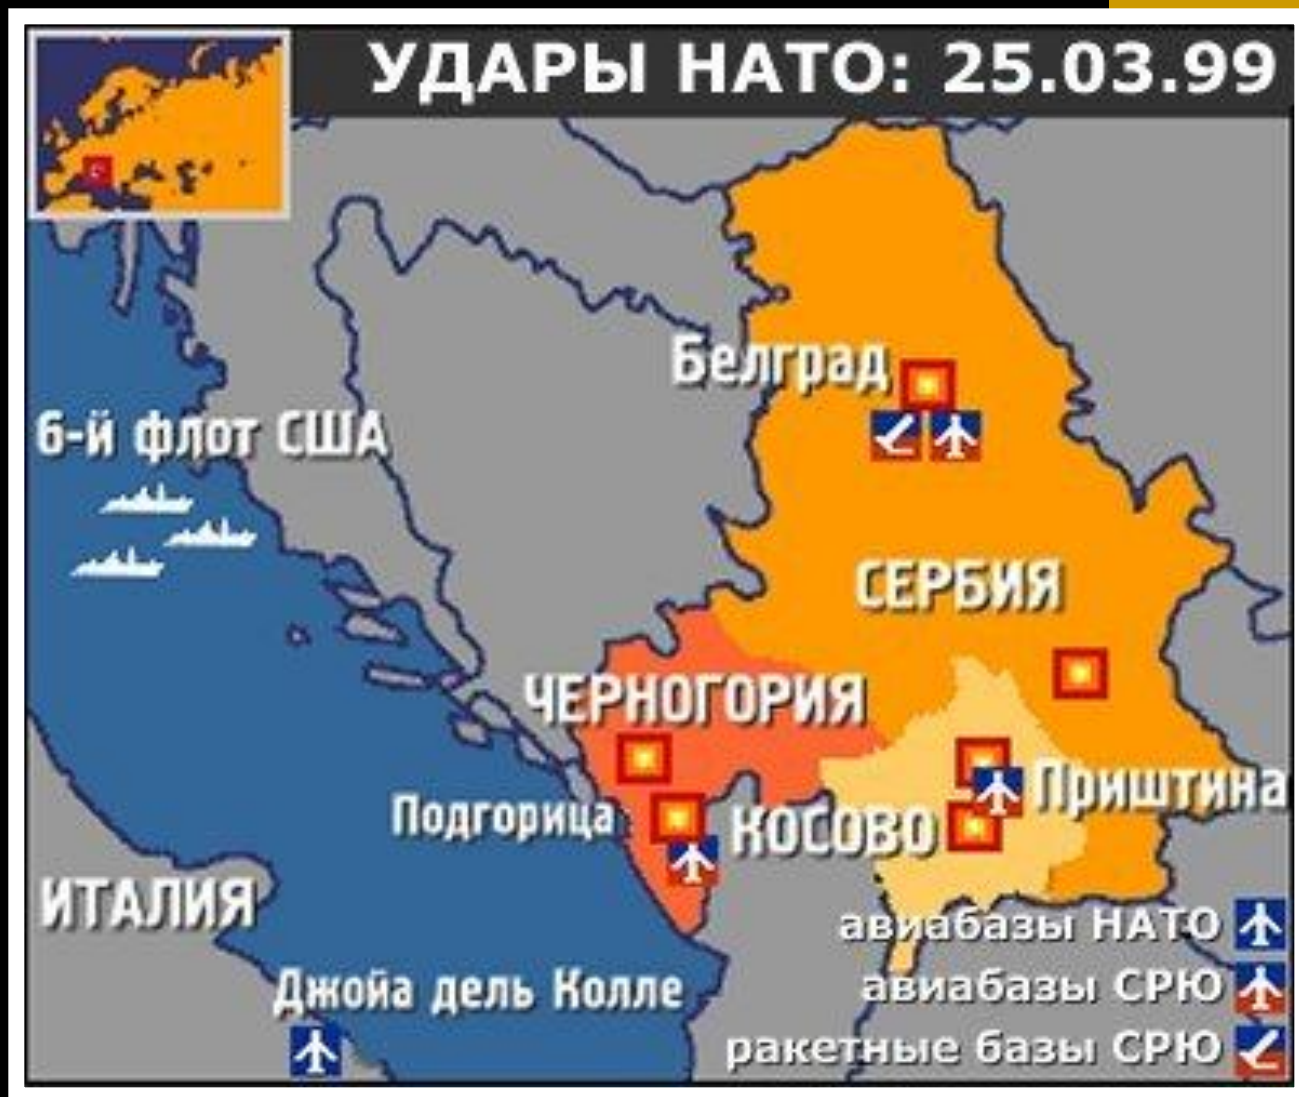 УДАРЫ НАТО: 25.03.99
Белград
6-й флот США
СЕРБИЯ
ЧЕРНОГОРИЯ
Приштина
Подгорица
КОСОВО
ИТАЛИЯ
авиабазы НАТО
Джойа дель Колле
авиабазы СРЮ
ракетные базы СРЮ